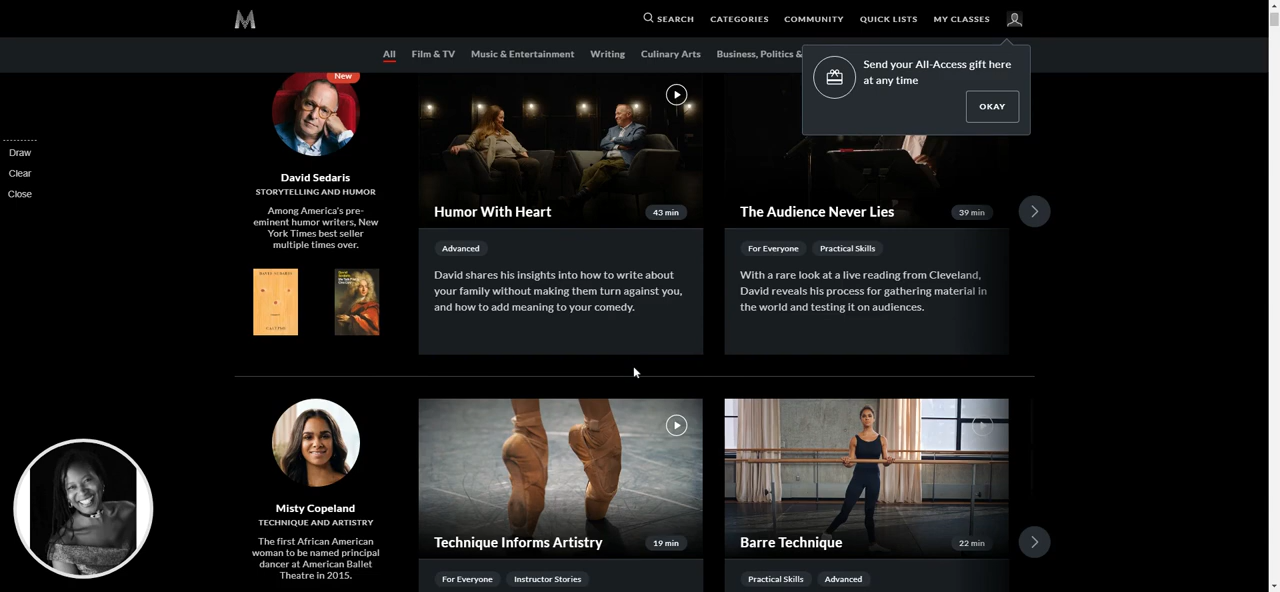 M
SEARCH
CATEGORIES
COMMUNITY
QUICK LISTS
MY CLASSES
All
Film & TV
Music & Entertainment
Writing
Culinary Arts
Business, Politics &
Send your All-Access gift here
at any time
OKAY
Draw
Clear
Close
New
David Sedaris
STORYTELLING AND HUMOR
Among America's pre-
eminent humor writers, New
York Times best seller
multiple times over.
DAVID SEDARIS
CALYPSO
Humor With Heart
43 min
Advanced
David shares his insights into how to write about
your family without making them turn against you,
and how to add meaning to your comedy.
The Audience Never Lies
39 min
For Everyone
Practical Skills
With a rare look at a live reading from Cleveland,
David reveals his process for gathering material in
the world and testing it on audiences.
Misty Copeland
TECHNIQUE AND ARTISTRY
The first African American
woman to be named principal
dancer at American Ballet
Theatre in 2015.
Technique Informs Artistry
19 min
For Everyone
Instructor Stories
Barre Technique
22 min
Practical Skills
Advanced